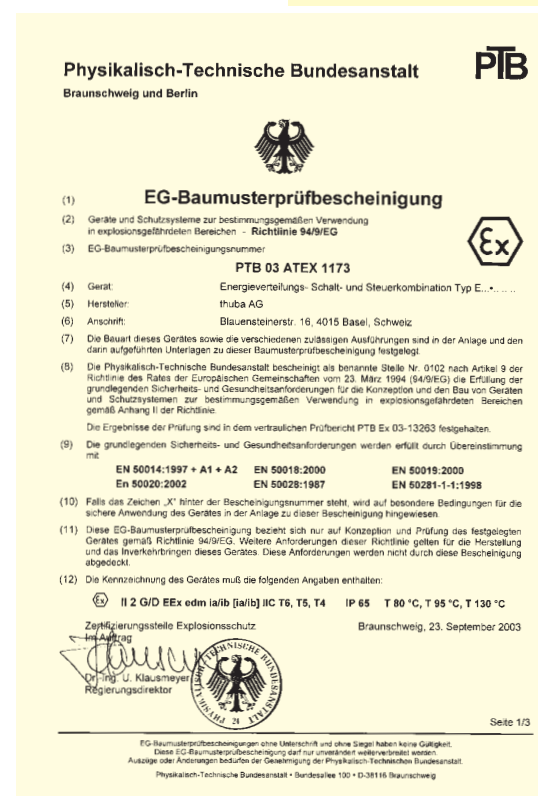 PTB
Physikalisch-Technische Bundesanstalt
Braunschweig und Berlin
(1) EG-Baumusterprüfbescheinigung
(2) Geräte und Schutzsysteme zur bestimmungsgemäßen Verwendung
in explosionsgefährdeten Bereichen - Richtlinie 94/9/EG
(3) EG-Baumusterprüfbescheinigungsnummer
PTB 03 ATEX 1173
(4) Gerät: Energieverteilungs- Schalt- und Steuerkombination Typ E...•.. .. ..
(5) Hersteller: thuba AG
(6) Anschrift: Blauensteinerstr. 16, 4015 Basel, Schweiz
(7) Die Bauart dieses Gerätes sowie die verschiedenen zulässigen Ausführungen sind in der Anlage und den
darin aufgeführten Unterlagen zu dieser Baumusterprüfbescheinigung festgelegt.
(8) Die Physikalisch-Technische Bundesanstalt bescheinigt als benannte Stelle Nr. 0102 nach Artikel 9 der
Richtlinie des Rates der Europäischen Gemeinschaften vom 23. März 1994 (94/9/EG) die Erfüllung der
grundlegenden Sicherheits- und Gesundheitsanforderungen für die Konzeption und den Bau von Geräten
und Schutzsystemen zur bestimmungsgemäßen Verwendung in explosionsgefährdeten Bereichen
gemäß Anhang II der Richtlinie.
Die Ergebnisse der Prüfung sind in dem vertraulichen Prüfbericht PTB Ex 03-13263 festgehalten.
(9) Die grundlegenden Sicherheits- und Gesundheitsanforderungen werden erfüllt durch Übereinstimmung
mit
EN 50014:1997 + A1 + A2 EN 50018:2000 EN 50019:2000
En 50020:2002 EN 50028:1987 EN 50281-1-1:1998
(10) Falls das Zeichen „X" hinter der Bescheinigungsnummer steht, wird auf besondere Bedingungen für die
sichere Anwendung des Gerätes in der Anlage zu dieser Bescheinigung hingewiesen.
(11) Diese EG-Baumusterprüfbescheinigung bezieht sich nur auf Konzeption und Prüfung des festgelegten
Gerätes gemäß Richtlinie 94/9/EG. Weitere Anforderungen dieser Richtlinie gelten für die Herstellung
und das Inverkehrbringen dieses Gerätes. Diese Anforderungen werden nicht durch diese Bescheinigung
abgedeckt.
(12) Die Kennzeichnung des Gerätes muß die folgenden Angaben enthalten:
Ex II 2 G/D EEx edm ia/ib [ia/ib] IIC T6, T5, T4 IP 65 T 80 °C, T 95 °C, T 130 °C
Zertifizierungsstelle Explosionsschutz Braunschweig, 23. September 2003
Im Auftrag
Dr.-Ing. U. Klausmeyer
Regierungsdirektor
PHYSIKALISCH-TECHNISCHE BUNDESANSTALT
Seite 1/3
EG-Baumusterprüfbescheinigungen ohne Unterschrift und ohne Siegel haben keine Gültigkeit.
Diese EG-Baumusterprüfbescheinigung darf nur unverändert weiterverbreitet werden.
Auszüge oder Änderungen bedürfen der Genehmigung der Physikalisch-Technischen Bundesanstalt.
Physikalisch-Technische Bundesanstalt • Bundesallee 100 • D-38116 Braunschweig